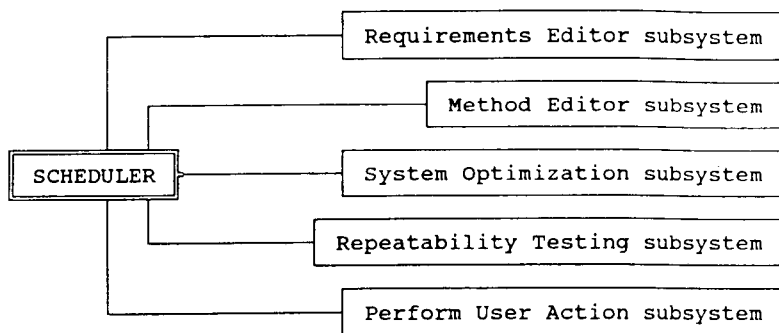 Requirements Editor subsystem
Method Editor subsystem
SCHEDULER
System Optimization subsystem
Repeatability Testing subsystem
Perform User Action subsystem